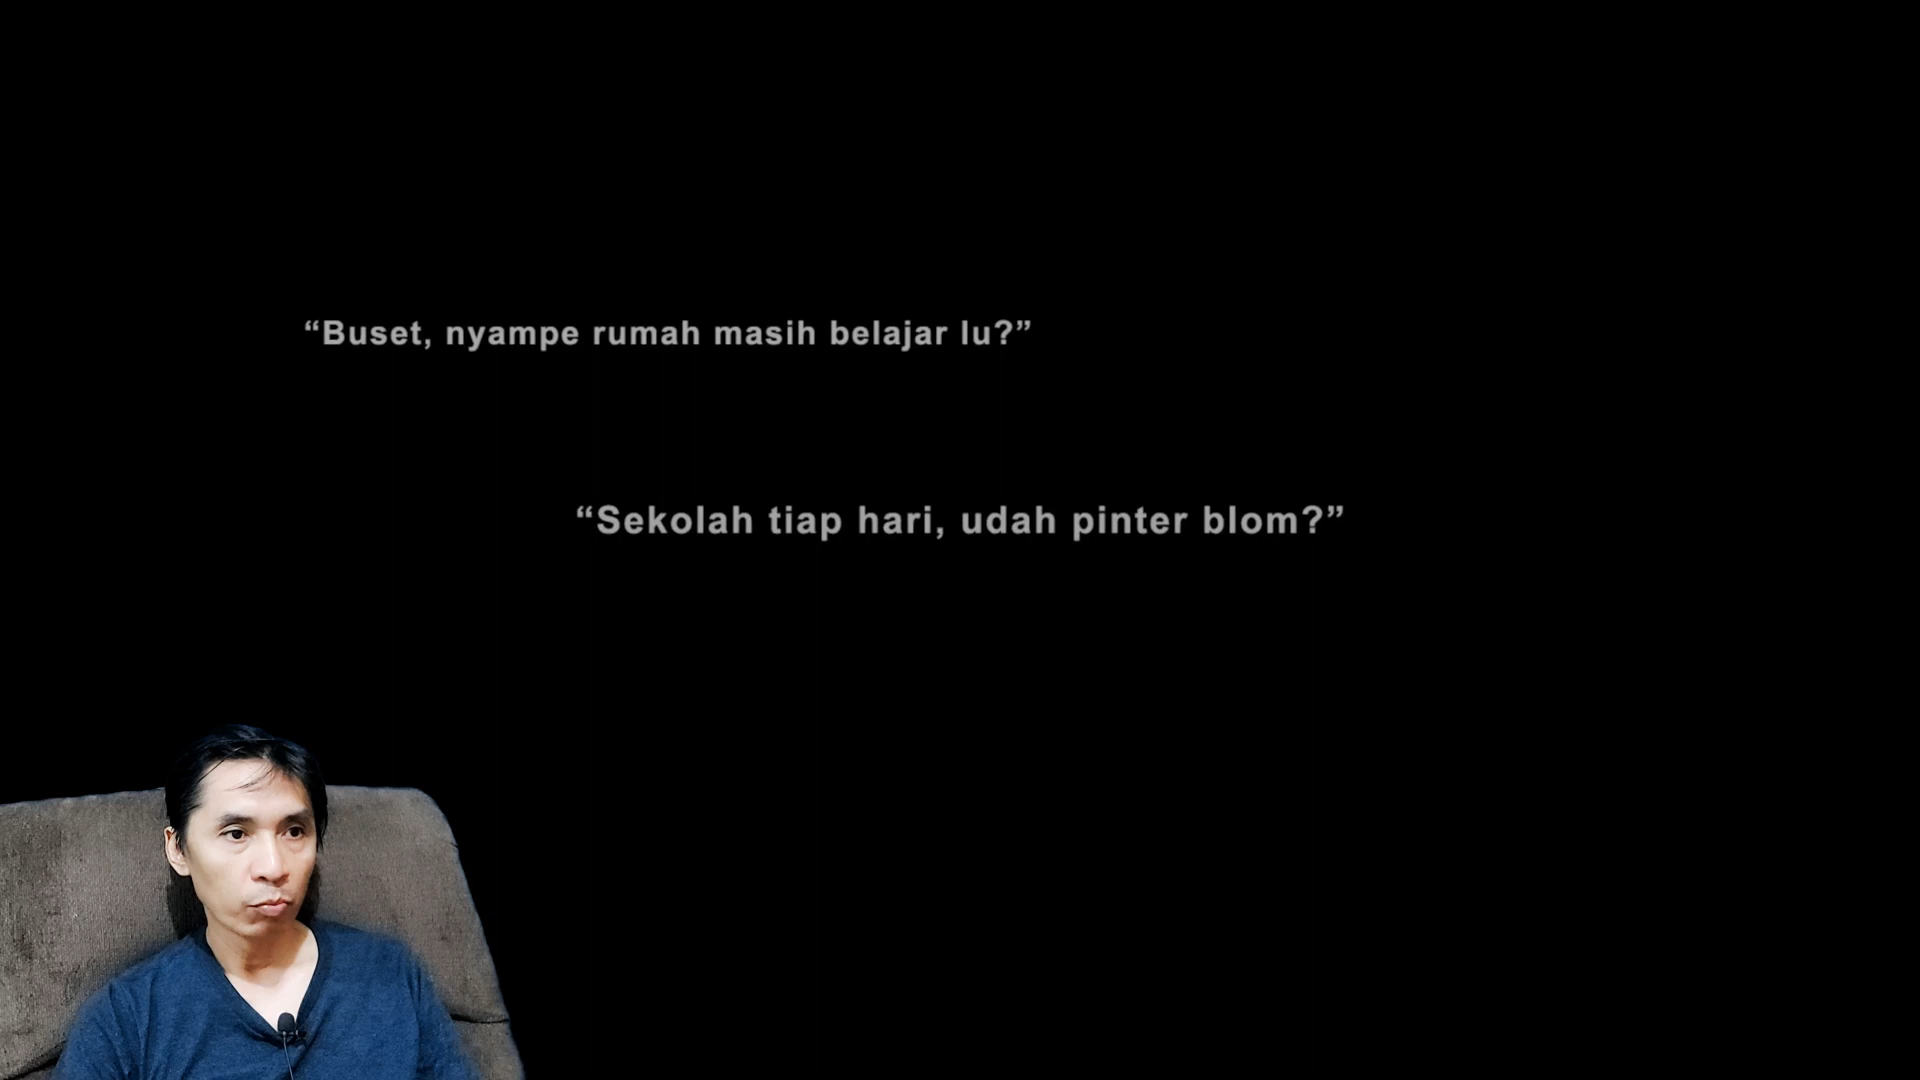 “Buset, nyampe rumah masih belajar lu?”
“Sekolah tiap hari, udah pinter blom?”